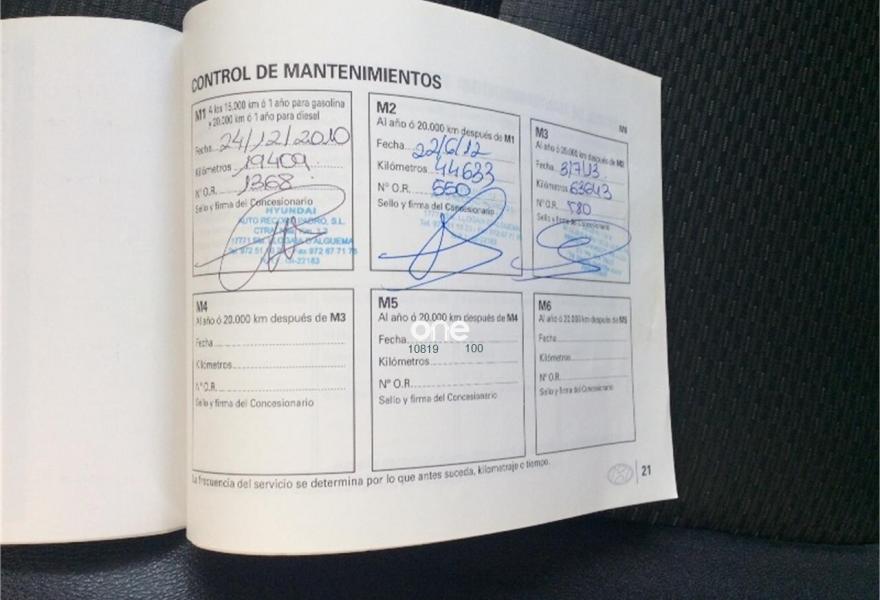 CONTROL DE MANTENIMIENTOS
M1 A los 15.000 km ó 1 año para gasolina
y 20.000 km ó 1 año para diesel
Fecha 24/12/2010
Kilómetros 19409
Nº O.R. 1368
Sello y firma del Concesionario
HYUNDAI
M2
Al año ó 20.000 km después de M1
Fecha 22/6/12
Kilómetros 44633
Nº O.R. 550
Sello y firma del Concesionario
M3
Al año ó 20.000 km después de M2
Fecha 3/7/13
Kilómetros 63643
Nº O.R. 580
Sello y firma del Concesionario
M4
Al año ó 20.000 km después de M3
Fecha
Kilómetros
Nº O.R.
Sello y firma del Concesionario
M5
Al año ó 20.000 km después de M4
one
Fecha
10819 100
Kilómetros
Nº O.R.
Sello y firma del Concesionario
M6
Al año ó 20.000 km después de M5
Fecha
Kilómetros
Nº O.R.
Sello y firma del Concesionario
La frecuencia del servicio se determina por lo que antes suceda, kilometraje o tiempo.
21